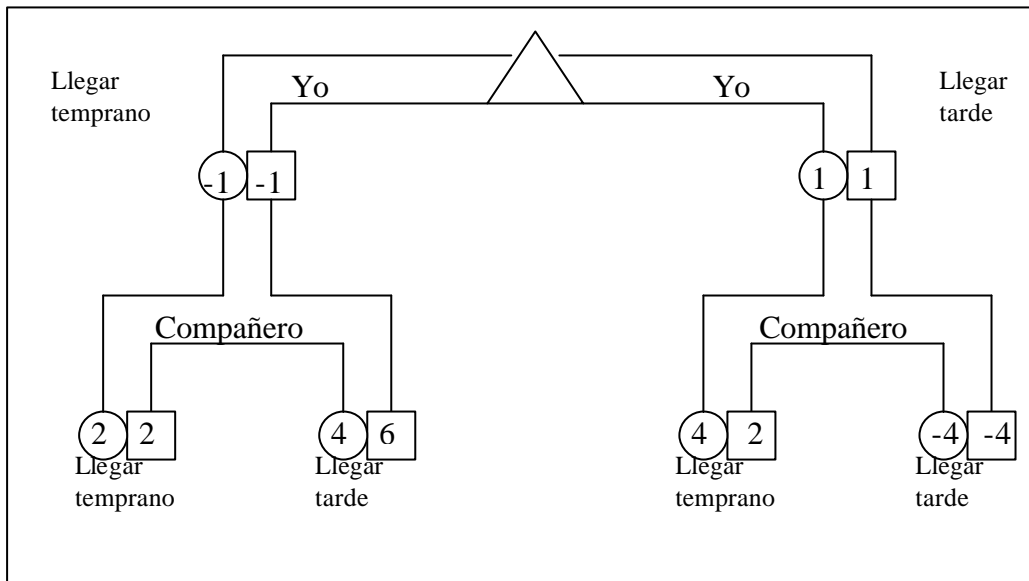 Llegar
temprano
Yo
Yo
Llegar
tarde
-1 -1
1 1
Compañero
Compañero
2 2
4 6
4 2
-4 -4
Llegar
temprano
Llegar
tarde
Llegar
temprano
Llegar
tarde